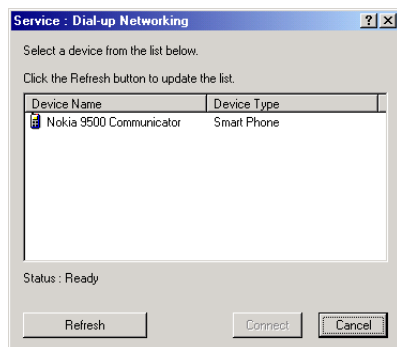 Service : Dial-up Networking
Select a device from the list below.
Click the Refresh button to update the list.
Device Name Device Type
Nokia 9500 Communicator Smart Phone
Status : Ready
Refresh Connect Cancel